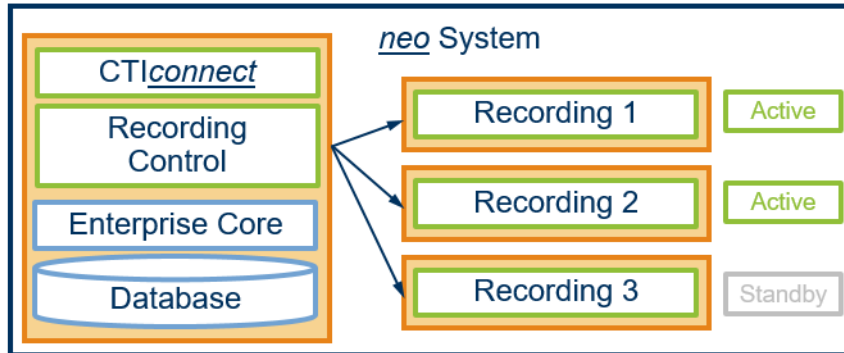 neo System
CTIconnect
Recording
Control
Enterprise Core
Database
Recording 1
Active
Recording 2
Active
Recording 3
Standby